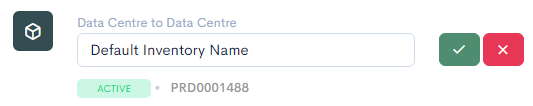 Data Centre to Data Centre
Default Inventory Name
ACTIVE • PRD0001488